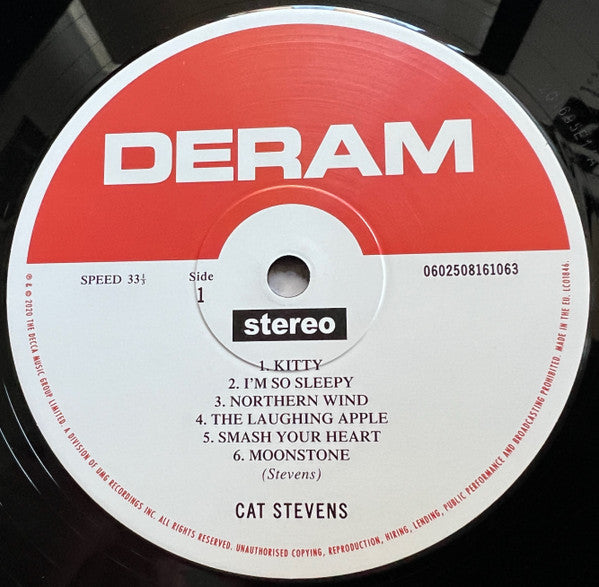 DERAM
SPEED 33⅓
Side
1
0602508161063
stereo
1. KITTY
2. I'M SO SLEEPY
3. NORTHERN WIND
4. THE LAUGHING APPLE
5. SMASH YOUR HEART
6. MOONSTONE
(Stevens)
CAT STEVENS
℗ & © 2020 THE DECCA MUSIC GROUP LIMITED. A DIVISION OF UMG RECORDINGS INC. ALL RIGHTS RESERVED. UNAUTHORISED COPYING, REPRODUCTION, HIRING, LENDING, PUBLIC PERFORMANCE AND BROADCASTING PROHIBITED. MADE IN THE EU. LC01846.